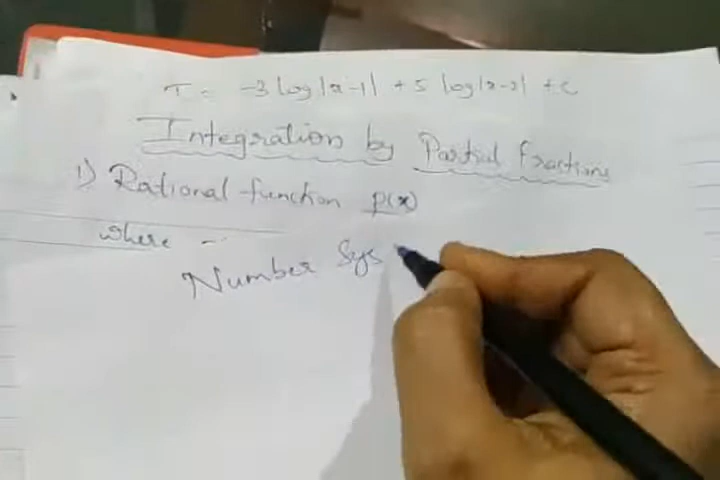 I = -3 log|x-1| + 5 log|x-2| + c
Integration by Partial Fractions
1) Rational function p(x)
where -
Number Sys